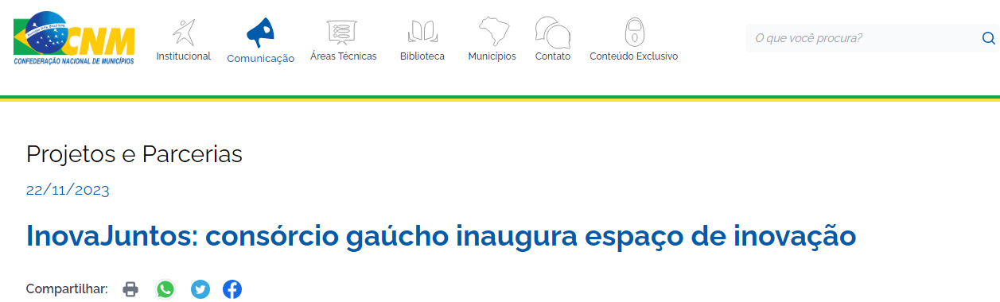 CNM
CONFEDERAÇÃO NACIONAL DE MUNICÍPIOS
Institucional
Comunicação
Áreas Técnicas
Biblioteca
Municípios
Contato
Conteúdo Exclusivo
O que você procura?
Projetos e Parcerias
22/11/2023
InovaJuntos: consórcio gaúcho inaugura espaço de inovação
Compartilhar: